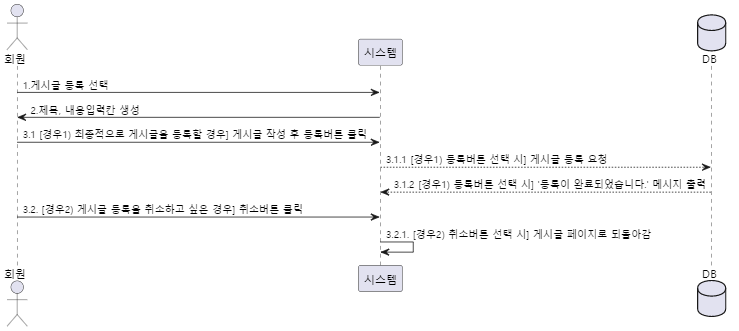 회원
시스템
DB
1.게시글 등록 선택
2.제목, 내용입력칸 생성
3.1 [경우1) 최종적으로 게시글을 등록할 경우] 게시글 작성 후 등록버튼 클릭
3.1.1 [경우1) 등록버튼 선택 시] 게시글 등록 요청
3.1.2 [경우1) 등록버튼 선택 시] '등록이 완료되었습니다.' 메시지 출력
3.2. [경우2) 게시글 등록을 취소하고 싶은 경우] 취소버튼 클릭
3.2.1. [경우2) 취소버튼 선택 시] 게시글 페이지로 되돌아감
회원
시스템
DB